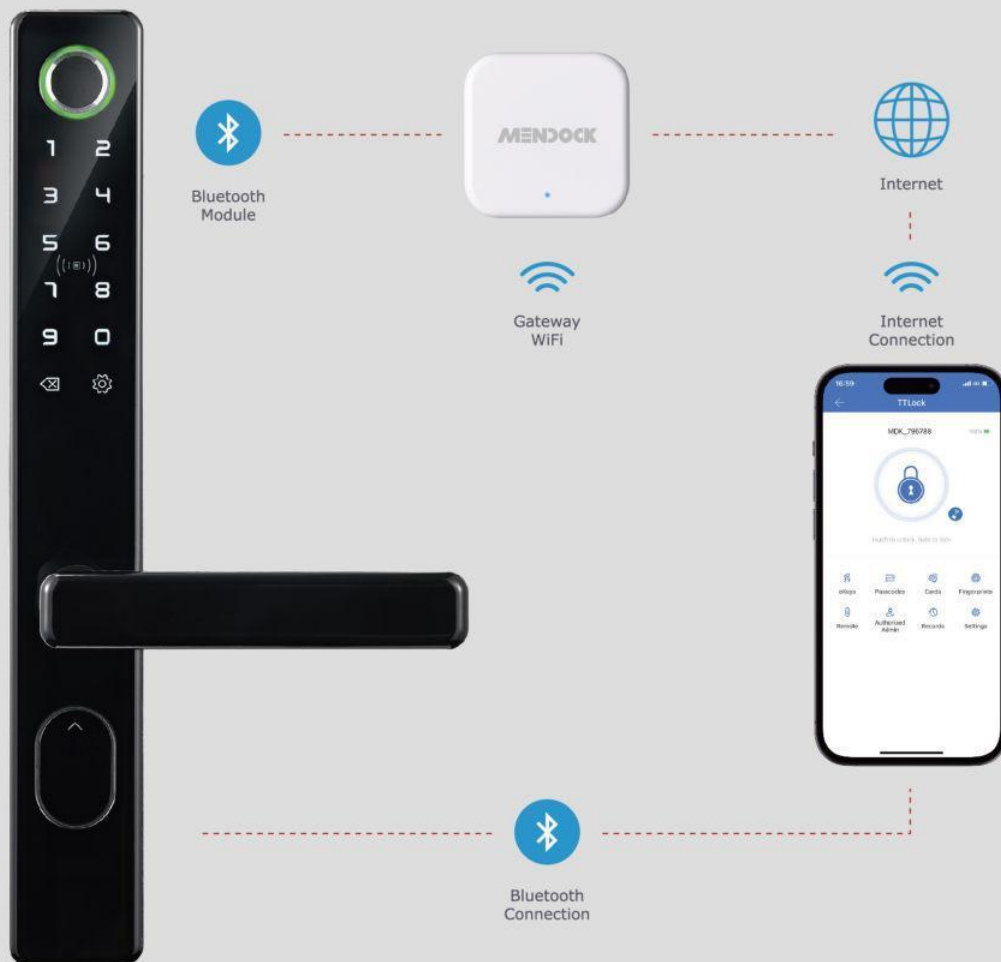 1 2
3 4
5 6
7 8
9 0
Bluetooth
Module
MENDOCK
Gateway
WiFi
Internet
Internet
Connection
16:59
TTLock
MDK_796788
eKeys Passcodes Cards Fingerprints
Remote Authorized Admin Records Settings
Bluetooth
Connection